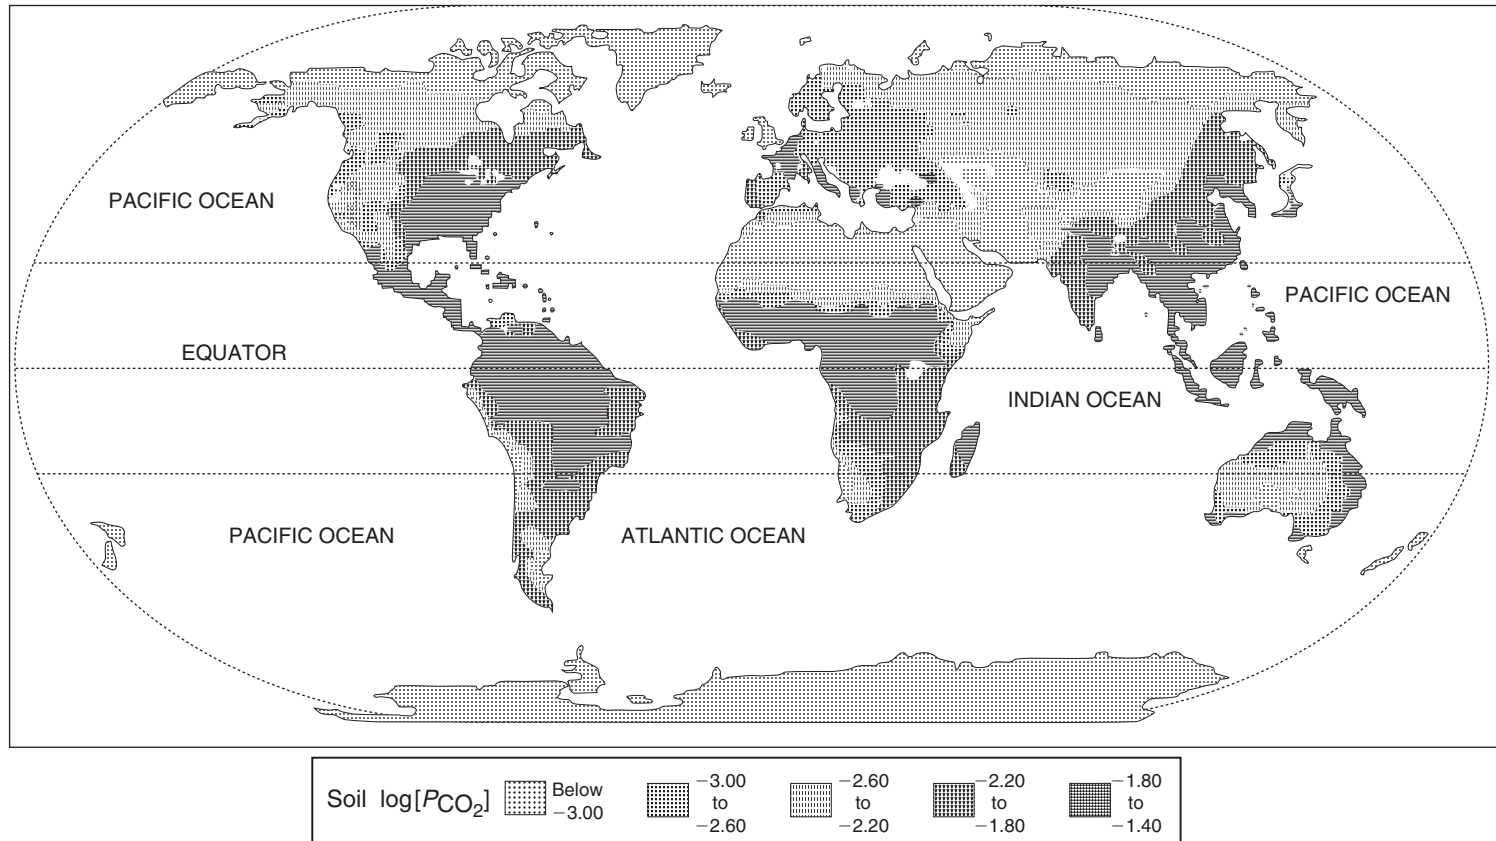 PACIFIC OCEAN
PACIFIC OCEAN
EQUATOR
INDIAN OCEAN
PACIFIC OCEAN
ATLANTIC OCEAN
Soil log[PCO₂]
Below
−3.00
−3.00
to
−2.60
−2.60
to
−2.20
−2.20
to
−1.80
−1.80
to
−1.40